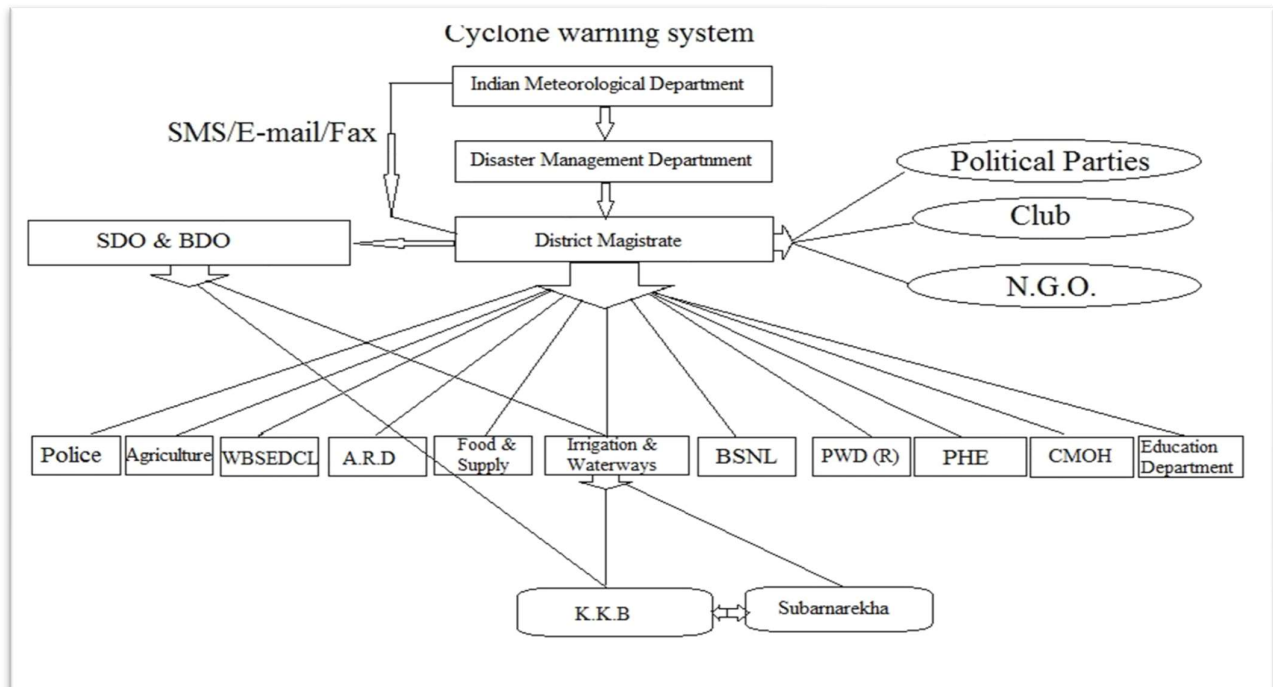 Cyclone warning system
Indian Meteorological Department
SMS/E-mail/Fax
Disaster Management Departnment
Political Parties
Club
SDO & BDO
District Magistrate
N.G.O.
Police
Agriculture
WBSEDCL
A.R.D
Food &
Supply
Irrigation &
Waterways
BSNL
PWD (R)
PHE
CMOH
Education
Department
K.K.B
Subarnarekha